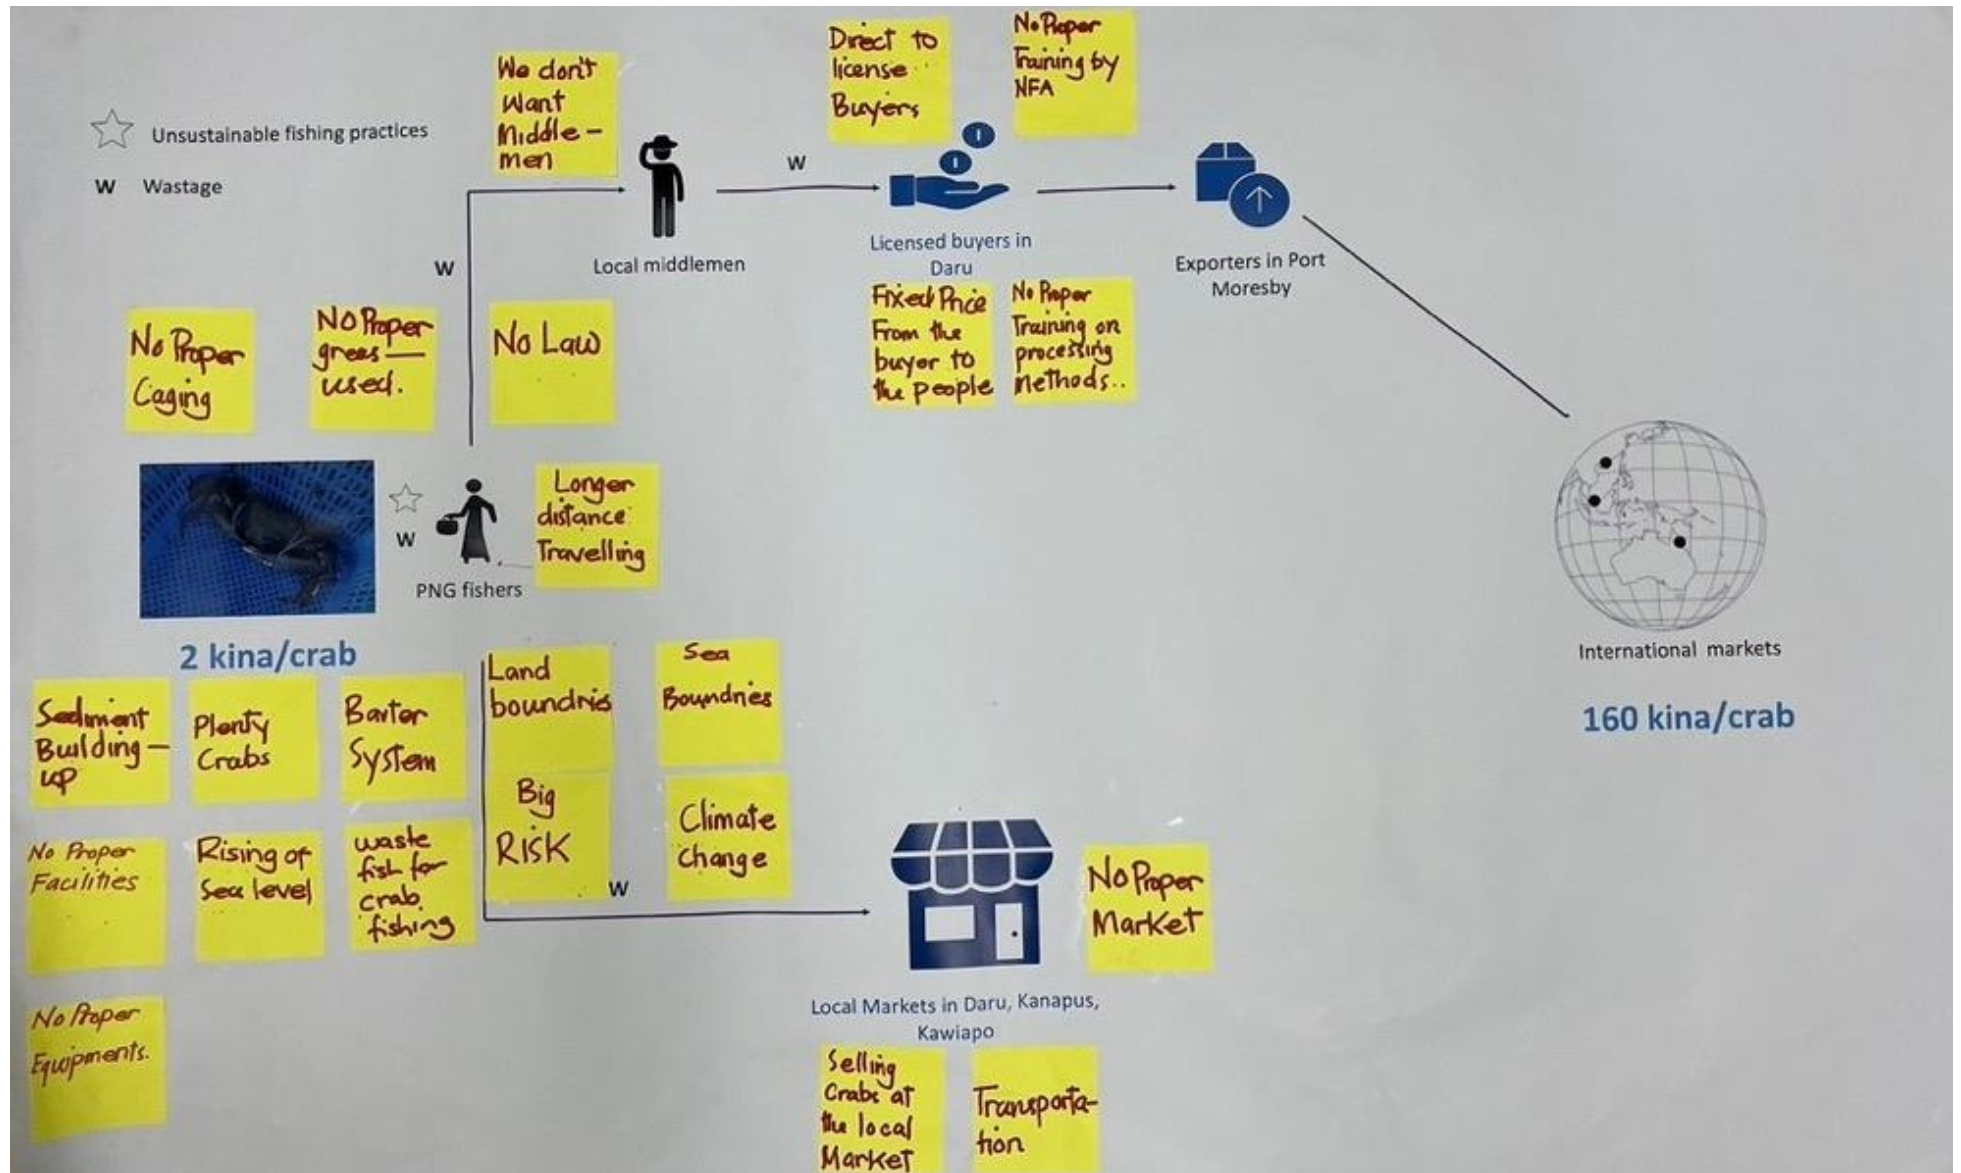 We don't
Want
Middle-
men
Direct to
license
Buyers
No Proper
Training by
NFA
Unsustainable fishing practices
W Wastage
W
W
Local middlemen
Licensed buyers in
Daru
Exporters in Port
Moresby
No Proper
Caging
No Proper
grees-
used.
No Law
Fixed Price
From the
buyer to
the people
No Proper
Training on
processing
methods..
W
PNG fishers
Longer
distance
Travelling
2 kina/crab
International markets
160 kina/crab
Sediment
Building-
up
Plenty
Crabs
Barter
System
Land
boundries
Sea
Boundries
No Proper
Facilities
Rising of
Sea level
waste
fish for
crab
fishing
Big
Risk
Climate
Change
W
No Proper
Market
No Proper
Equipments.
Local Markets in Daru, Kanapus,
Kawiapo
Selling
Crabs at
the local
Market
Transporta-
tion